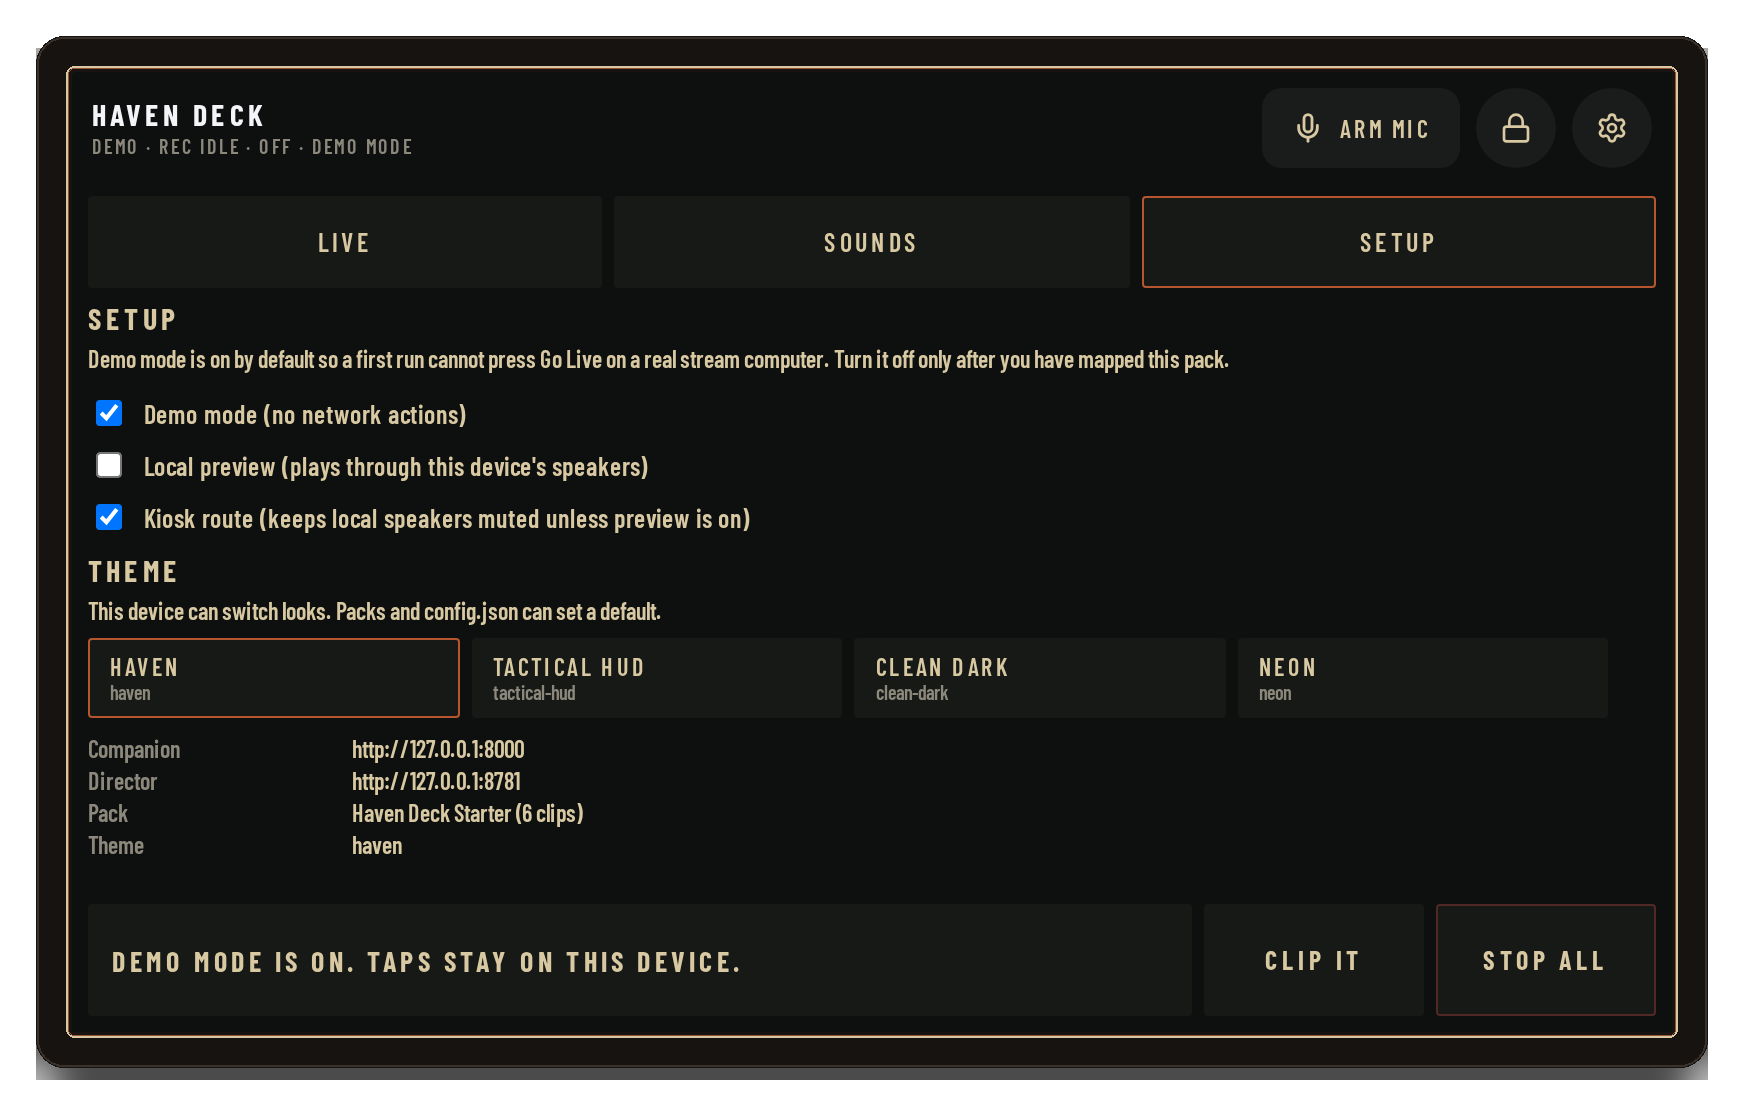 HAVEN DECK
DEMO · REC IDLE · OFF · DEMO MODE
ARM MIC
LIVE
SOUNDS
SETUP
SETUP
Demo mode is on by default so a first run cannot press Go Live on a real stream computer. Turn it off only after you have mapped this pack.
Demo mode (no network actions)
Local preview (plays through this device's speakers)
Kiosk route (keeps local speakers muted unless preview is on)
THEME
This device can switch looks. Packs and config.json can set a default.
HAVEN
haven
TACTICAL HUD
tactical-hud
CLEAN DARK
clean-dark
NEON
neon
Companion http://127.0.0.1:8000
Director http://127.0.0.1:8781
Pack Haven Deck Starter (6 clips)
Theme haven
DEMO MODE IS ON. TAPS STAY ON THIS DEVICE.
CLIP IT
STOP ALL